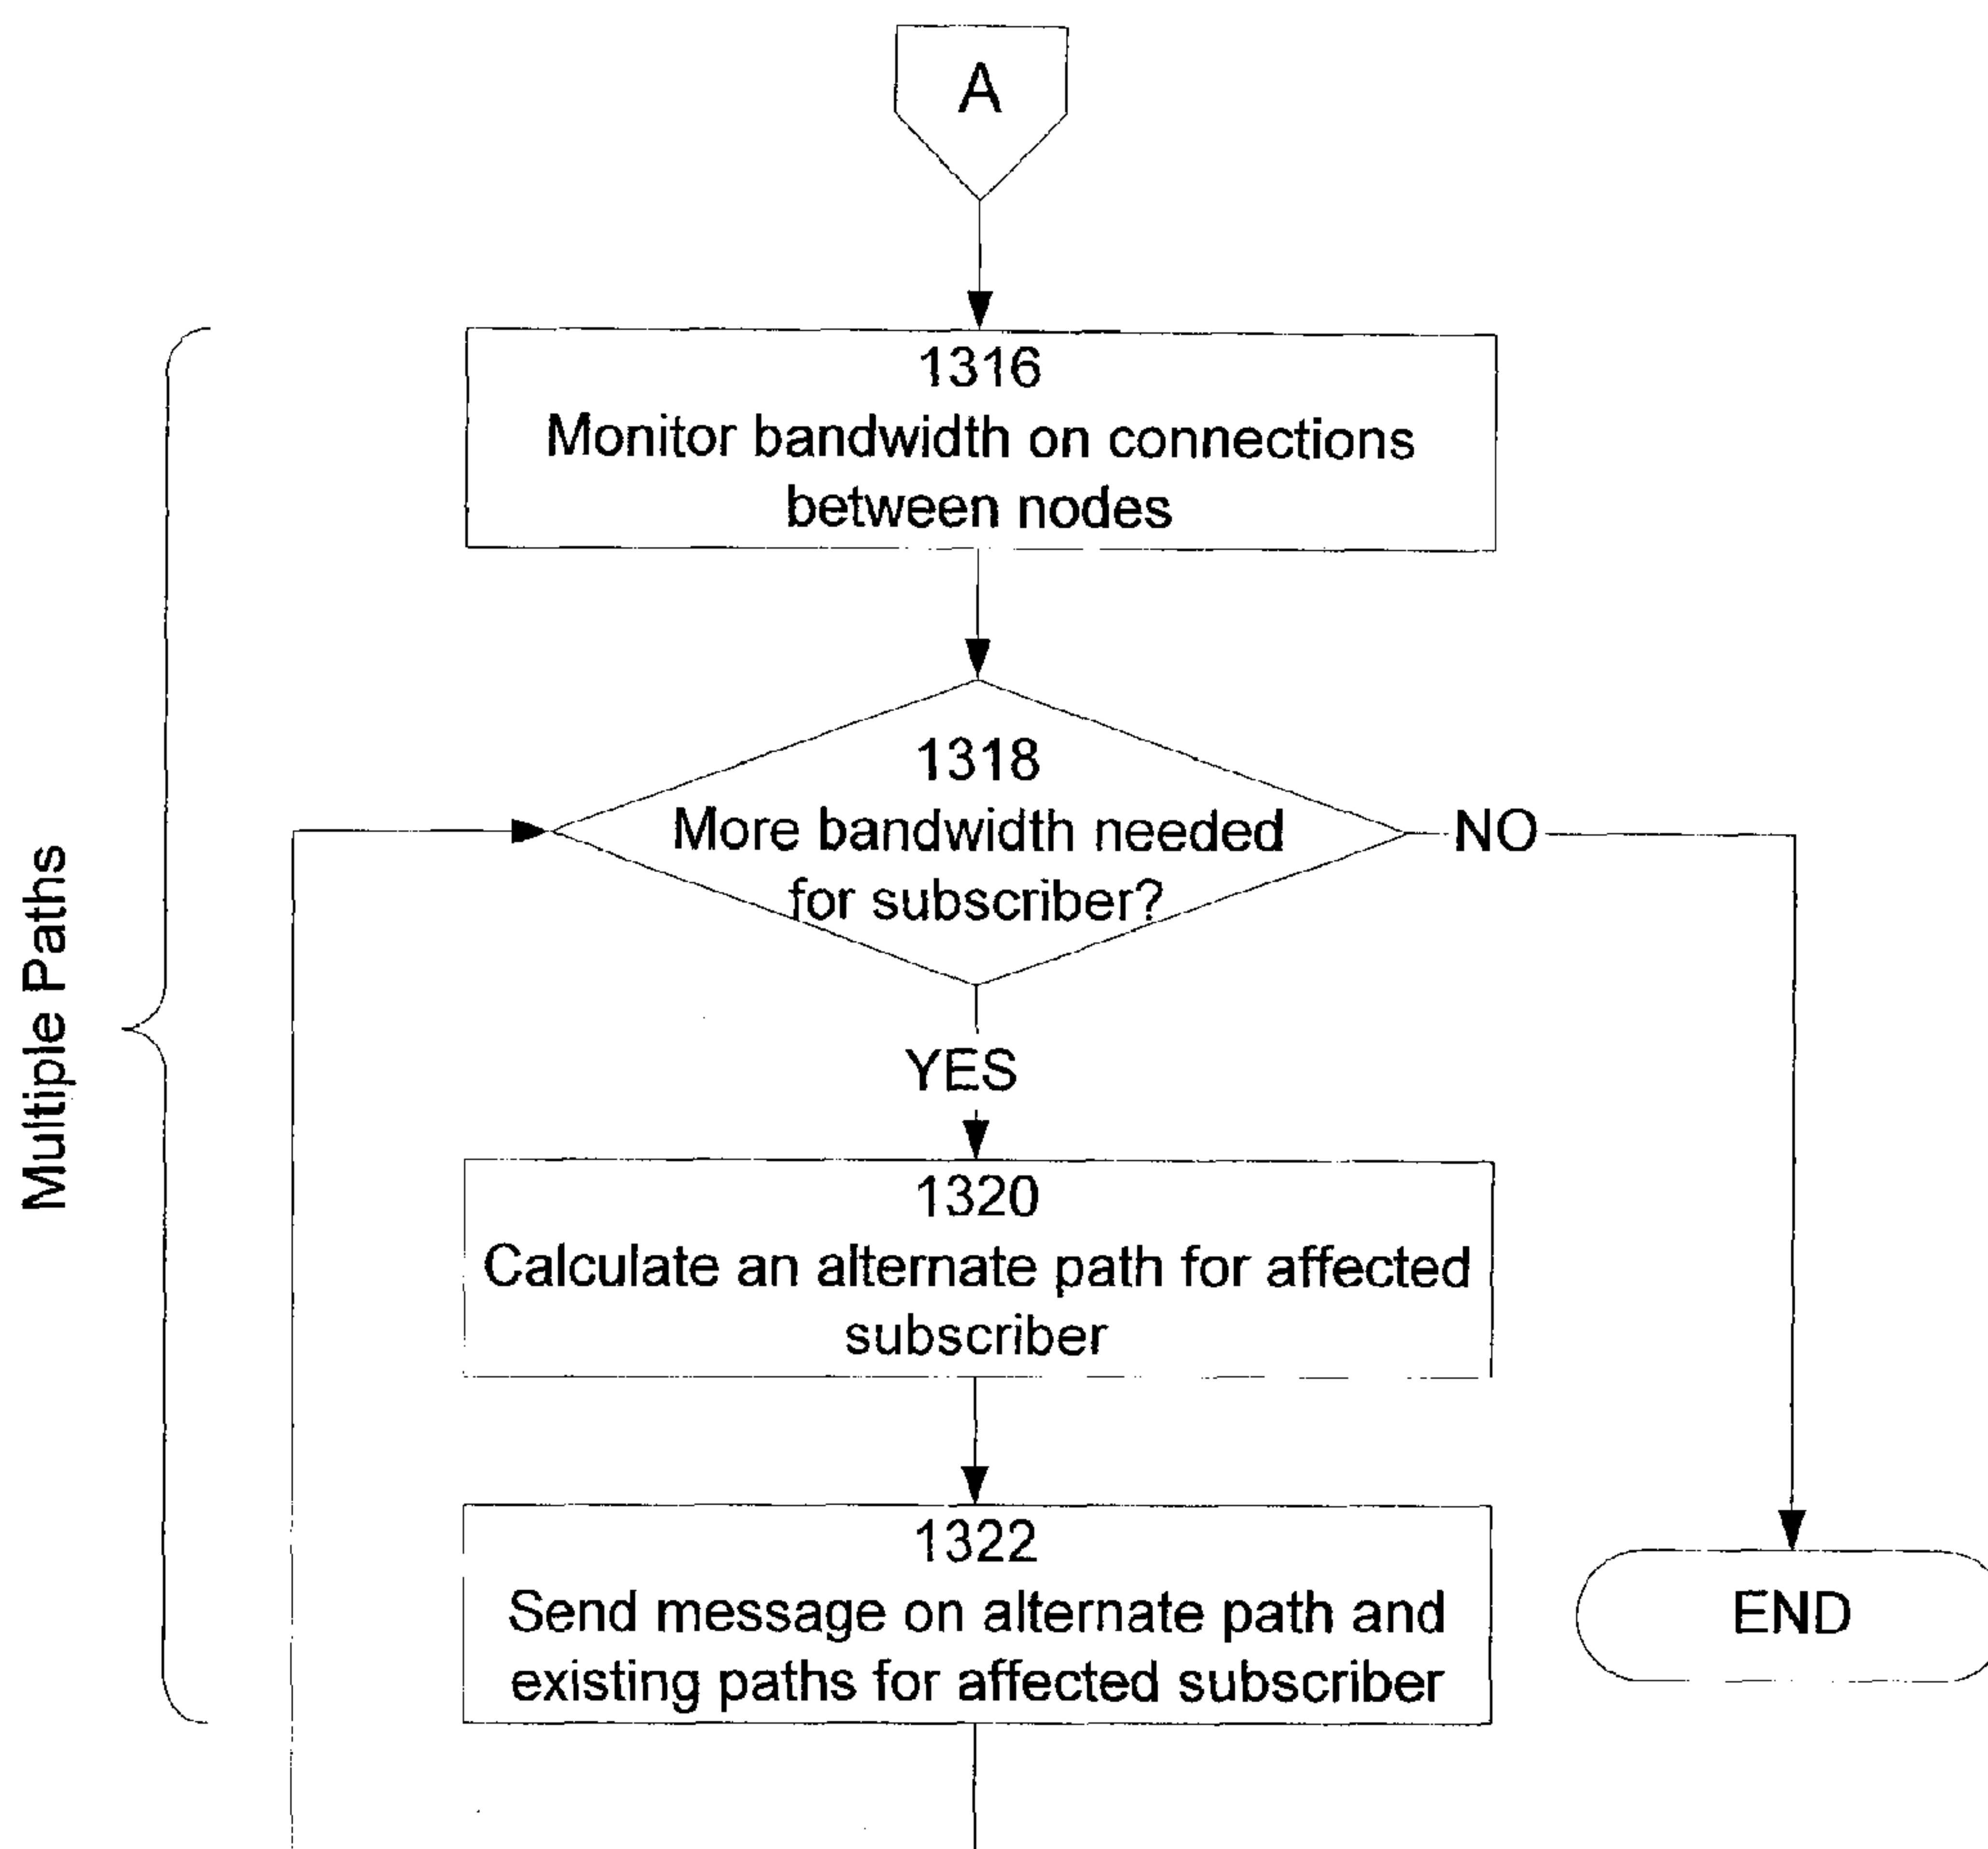 A
1316
Monitor bandwidth on connections
between nodes
1318
More bandwidth needed
for subscriber?
NO
YES
Multiple Paths
1320
Calculate an alternate path for affected
subscriber
1322
Send message on alternate path and
existing paths for affected subscriber
END